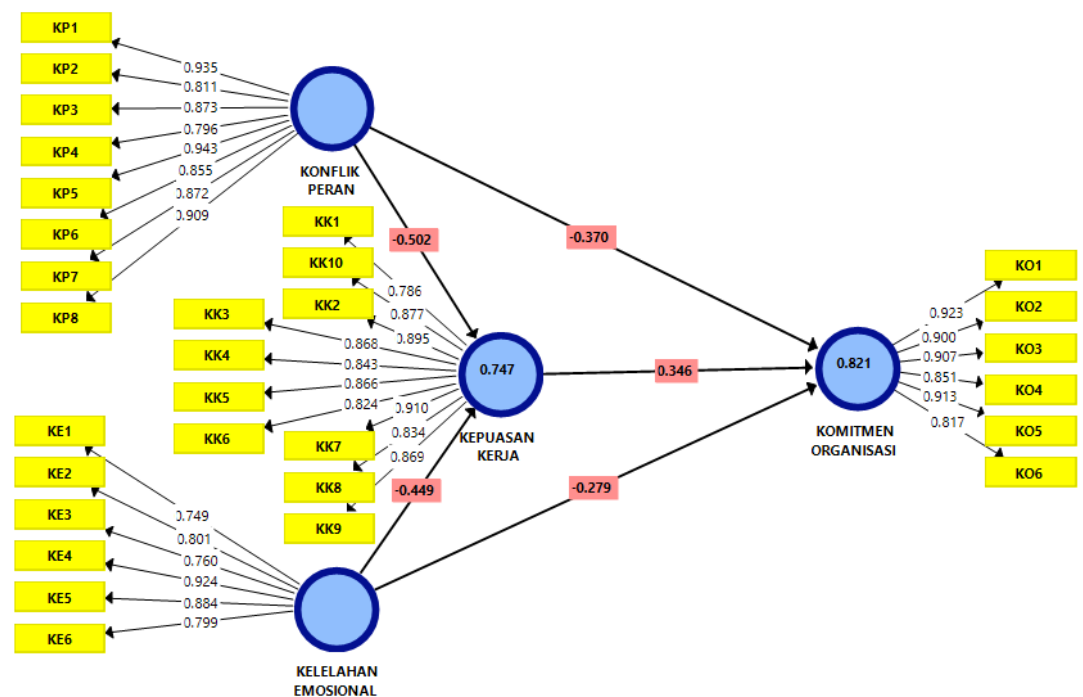 KP1
KP2
KP3
KP4
KP5
KP6
KP7
KP8
0.935
0.811
0.873
0.796
0.943
0.855
0.872
0.909
KONFLIK
PERAN
-0.502
-0.370
KK1
KK10
KK2
KK3
KK4
KK5
KK6
KK7
KK8
KK9
0.786
0.877
0.895
0.868
0.843
0.866
0.824
0.910
0.834
0.869
0.747
KEPUASAN
KERJA
0.346
-0.449
-0.279
KE1
KE2
KE3
KE4
KE5
KE6
0.749
0.801
0.760
0.924
0.884
0.799
KELELAHAN
EMOSIONAL
0.821
KOMITMEN
ORGANISASI
0.923
0.900
0.907
0.851
0.913
0.817
KO1
KO2
KO3
KO4
KO5
KO6